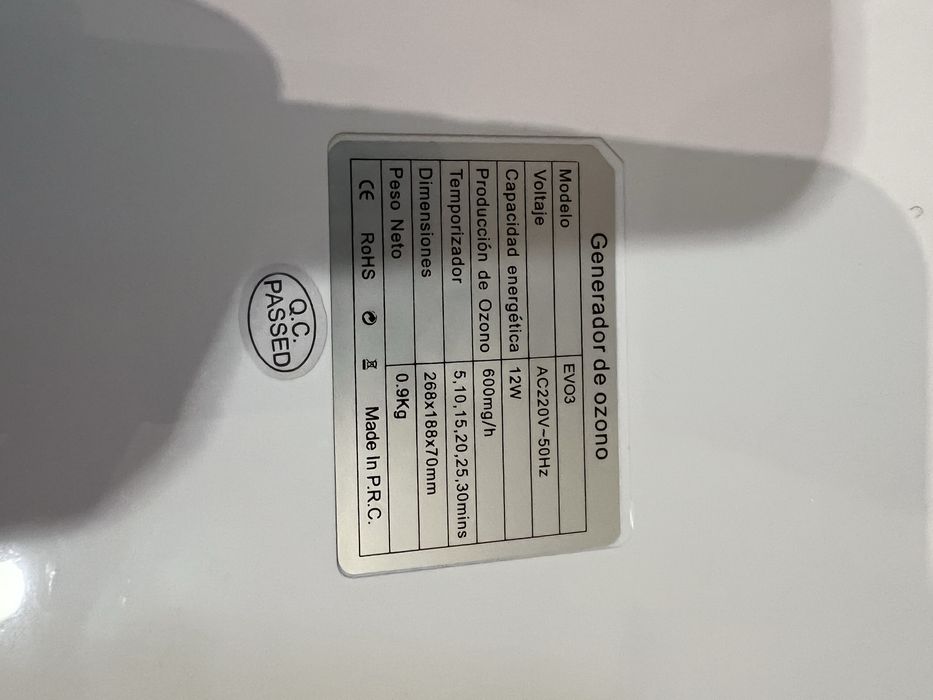 Generador de ozono
Modelo EVO3
Voltaje AC220V~50Hz
Capacidad energética 12W
Producción de Ozono 600mg/h
Temporizador 5,10,15,20,25,30mins
Dimensiones 268x188x70mm
Peso Neto 0.9Kg
CE RoHS Made In P.R.C.
Q.C.
PASSED